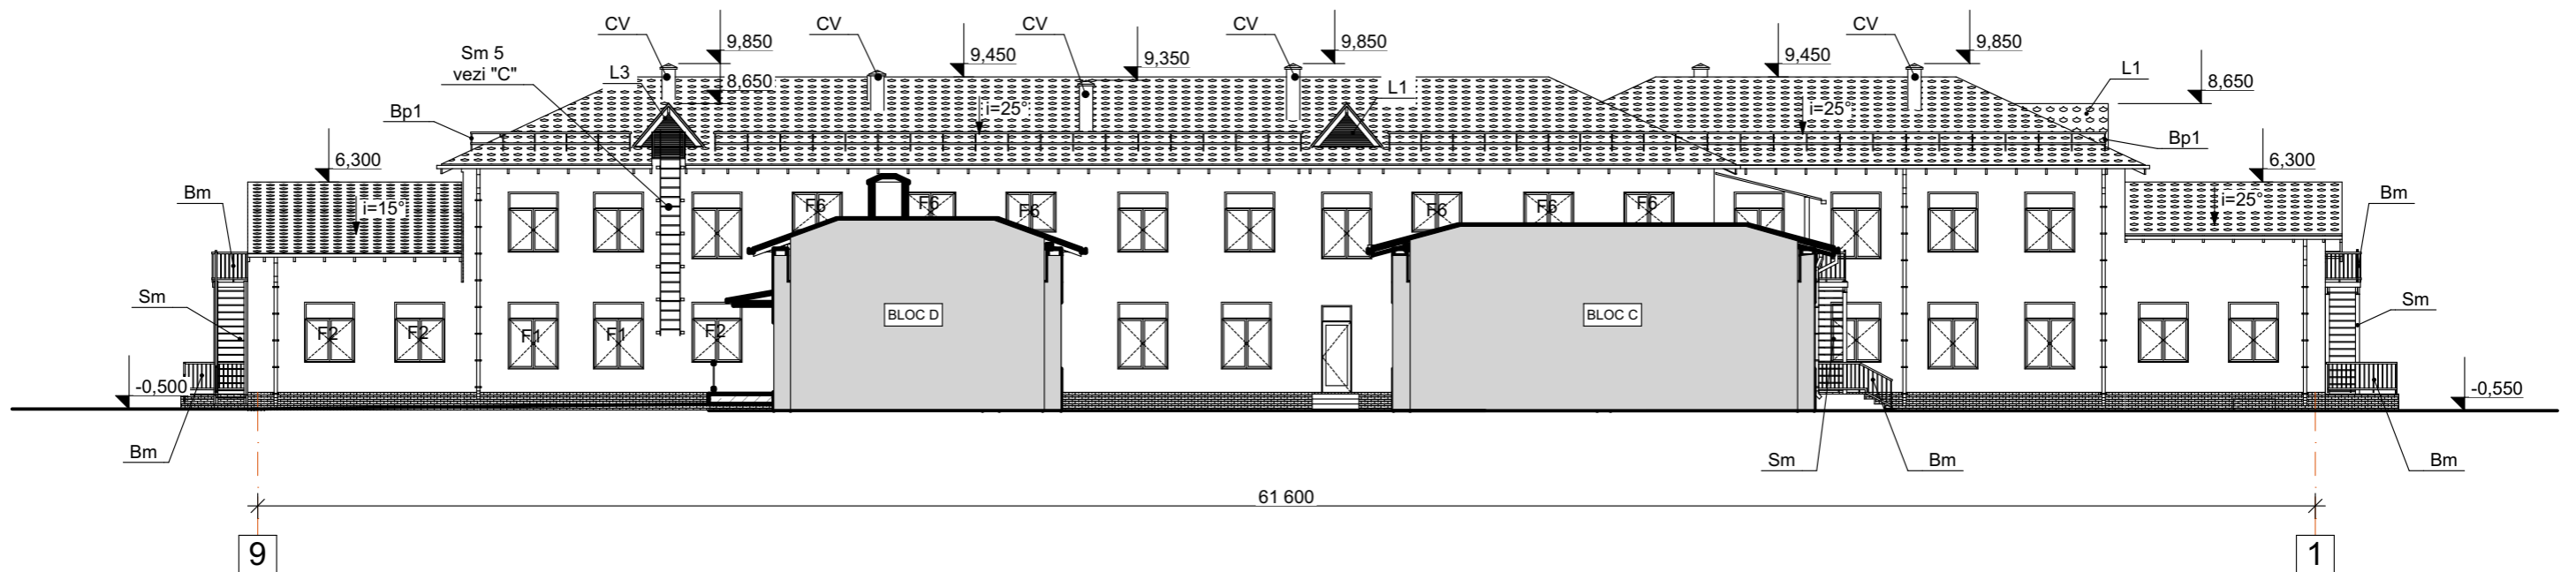 CV
CV
CV
CV
CV
9,850
9,450
9,350
9,850
9,450
9,850
Sm 5
vezi "C"
L3
8,650
L1
L1
8,650
Bp1
i=25°
i=25°
Bp1
6,300
6,300
Bm
i=15°
i=25°
Bm
F6
F6
F6
F6
F6
F6
Sm
BLOC D
BLOC C
Sm
F2
F2
F1
F1
F2
-0,500
-0,550
Bm
Sm
Bm
Bm
61 600
9
1